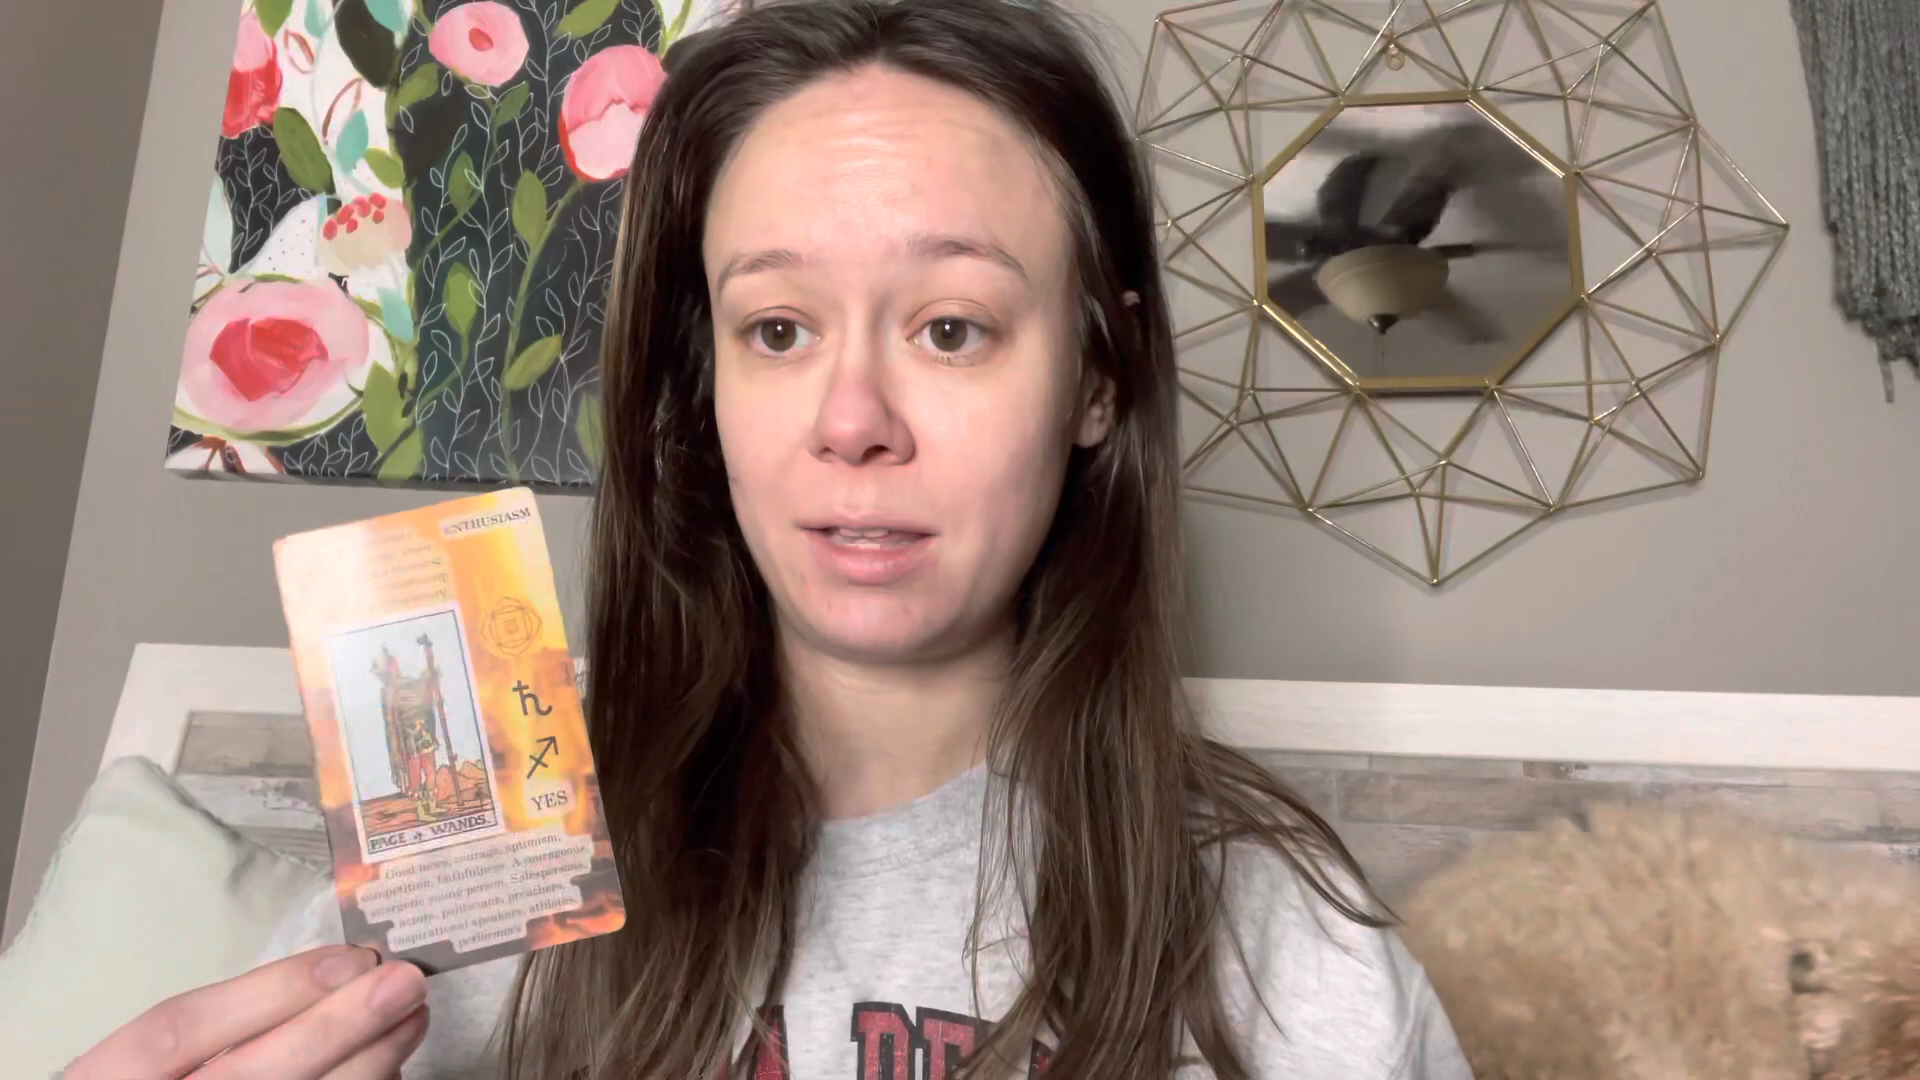 ENTHUSIASM
YES
PAGE of WANDS.
Good news, courage, optimism,
competition, faithfulness. A courageous,
energetic young person. Salespersons,
actors, politicians, preachers,
inspirational speakers, athletes,
performers